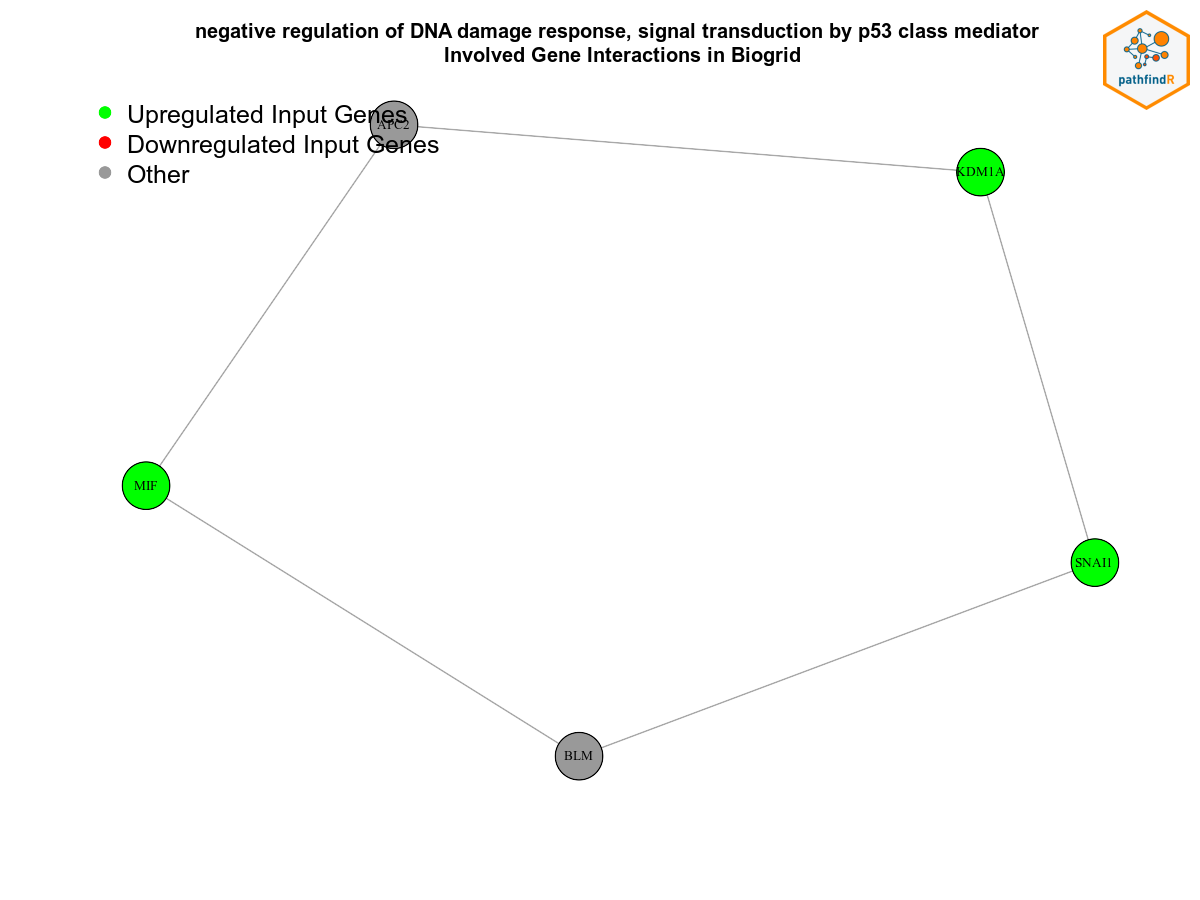 negative regulation of DNA damage response, signal transduction by p53 class mediator
Involved Gene Interactions in Biogrid
pathfindR
Upregulated Input Genes
Downregulated Input Genes
Other
APC2
KDM1A
MIF
SNAI1
BLM